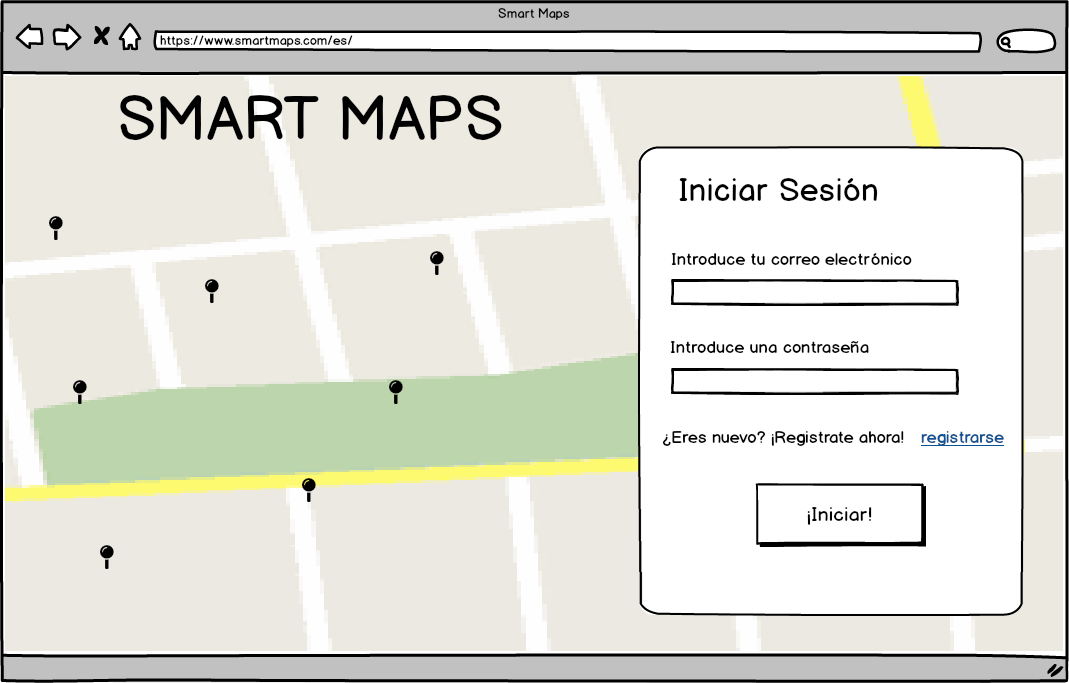 Smart Maps
https://www.smartmaps.com/es/
SMART MAPS
Iniciar Sesión
Introduce tu correo electrónico
Introduce una contraseña
¿Eres nuevo? ¡Registrate ahora! registrarse
¡Iniciar!